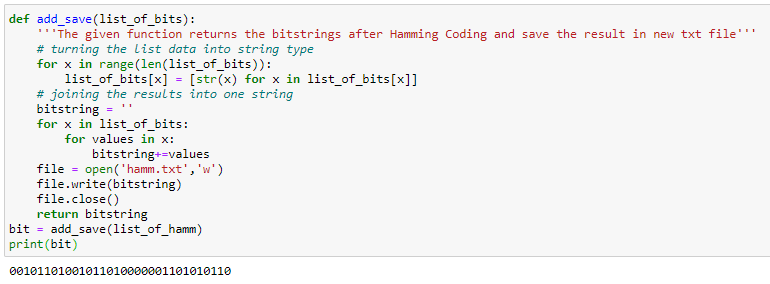 def add_save(list_of_bits):
    '''The given function returns the bitstrings after Hamming Coding and save the result in new txt file'''
    # turning the list data into string type
    for x in range(len(list_of_bits)):
        list_of_bits[x] = [str(x) for x in list_of_bits[x]]
    # joining the results into one string
    bitstring = ''
    for x in list_of_bits:
        for values in x:
            bitstring+=values
    file = open('hamm.txt','w')
    file.write(bitstring)
    file.close()
    return bitstring
bit = add_save(list_of_hamm)
print(bit)
00101101001011010000001101010110